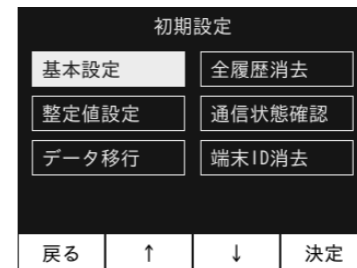 初期設定
基本設定 全履歴消去
整定値設定 通信状態確認
データ移行 端末ID消去
戻る ↑ ↓ 決定